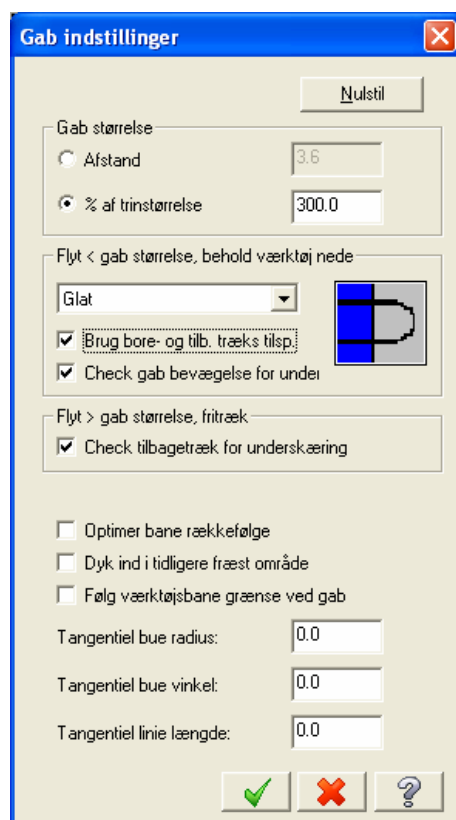 Gab indstillinger
Nulstil
Gab størrelse
Afstand 3.6
% af trinstørrelse 300.0
Flyt < gab størrelse, behold værktøj nede
Glat
Brug bore- og tilb. træks tilsp.
Check gab bevægelse for under
Flyt > gab størrelse, fritræk
Check tilbagetræk for underskæring
Optimer bane rækkefølge
Dyk ind i tidligere fræst område
Følg værktøjsbane grænse ved gab
Tangentiel bue radius: 0.0
Tangentiel bue vinkel: 0.0
Tangentiel linie længde: 0.0